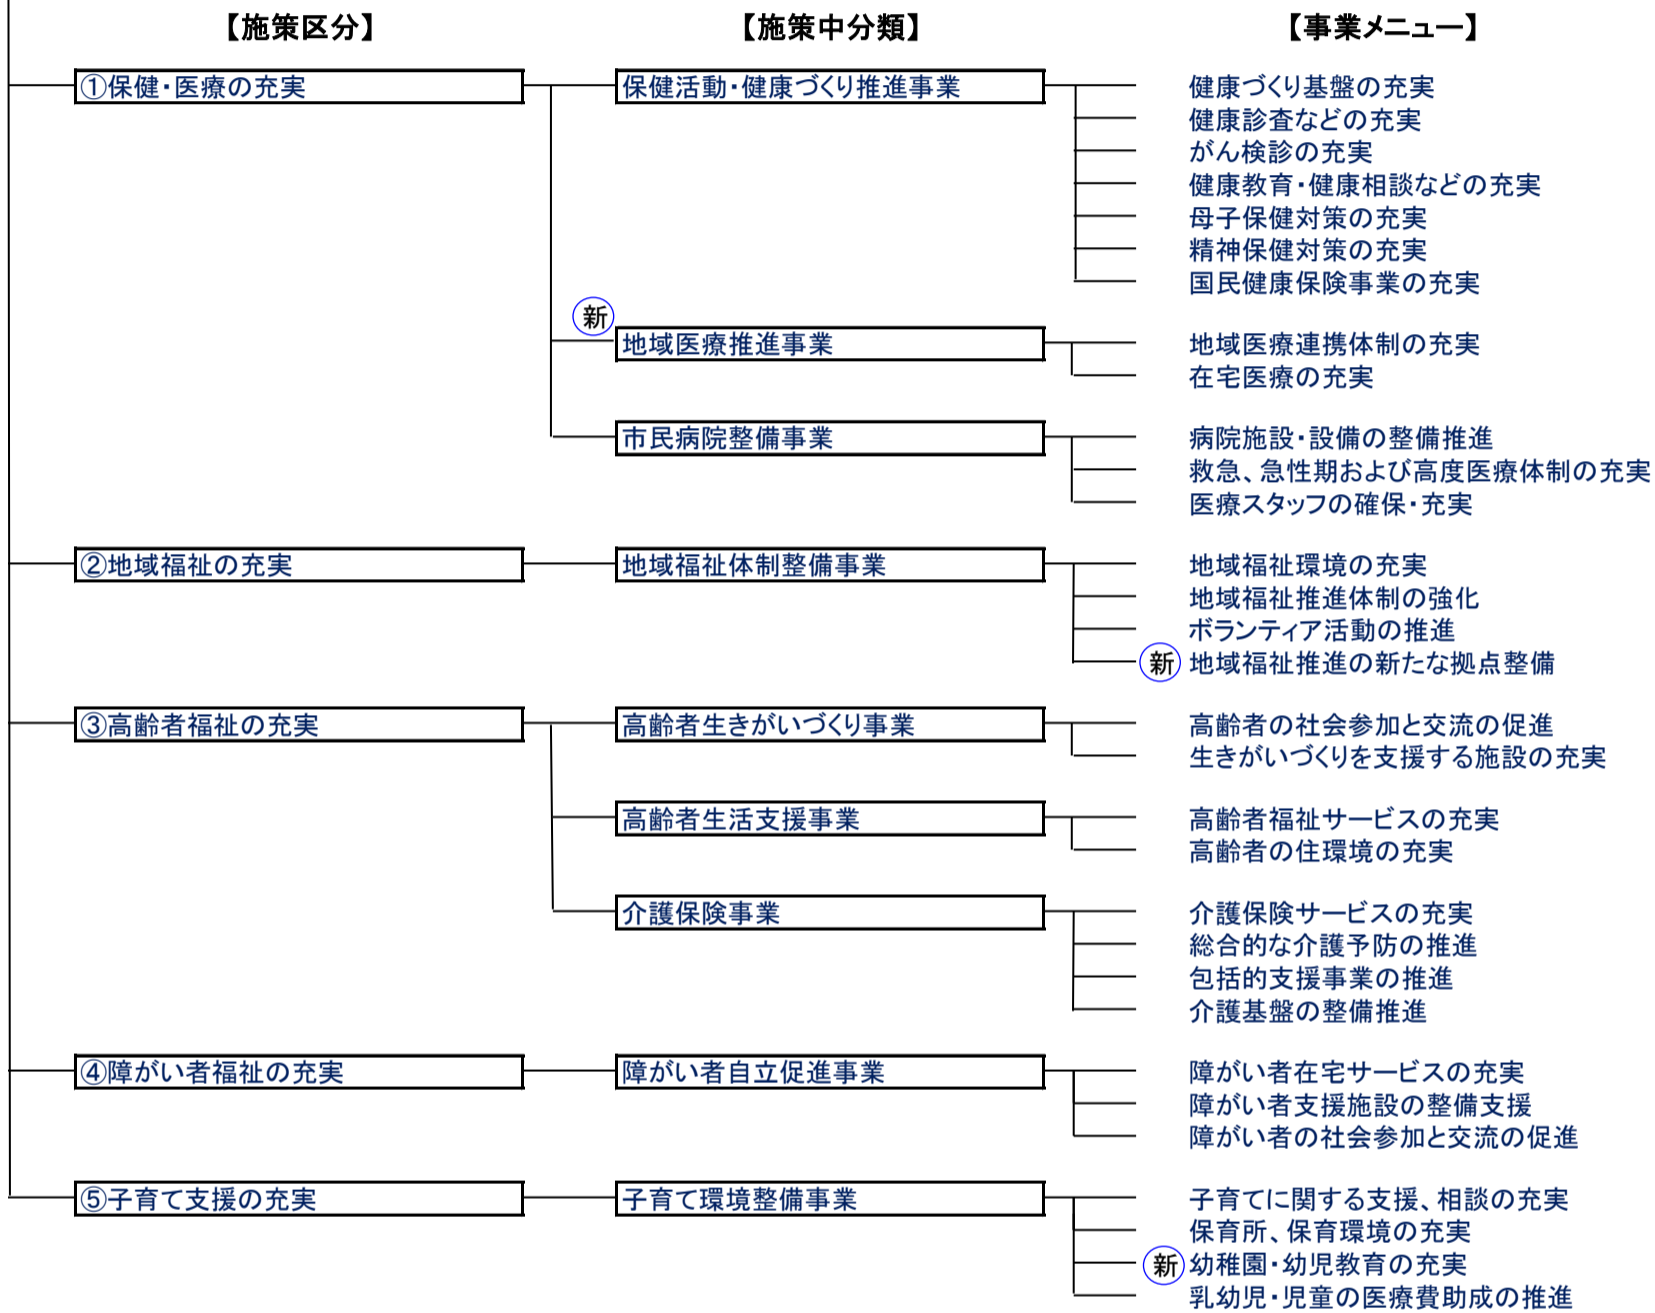 【施策区分】 【施策中分類】 【事業メニュー】
①保健・医療の充実 保健活動・健康づくり推進事業 健康づくり基盤の充実
健康診査などの充実
がん検診の充実
健康教育・健康相談などの充実
母子保健対策の充実
精神保健対策の充実
国民健康保険事業の充実
新
地域医療推進事業 地域医療連携体制の充実
在宅医療の充実
市民病院整備事業 病院施設・設備の整備推進
救急、急性期および高度医療体制の充実
医療スタッフの確保・充実
②地域福祉の充実 地域福祉体制整備事業 地域福祉環境の充実
地域福祉推進体制の強化
ボランティア活動の推進
新 地域福祉推進の新たな拠点整備
③高齢者福祉の充実 高齢者生きがいづくり事業 高齢者の社会参加と交流の促進
生きがいづくりを支援する施設の充実
高齢者生活支援事業 高齢者福祉サービスの充実
高齢者の住環境の充実
介護保険事業 介護保険サービスの充実
総合的な介護予防の推進
包括的支援事業の推進
介護基盤の整備推進
④障がい者福祉の充実 障がい者自立促進事業 障がい者在宅サービスの充実
障がい者支援施設の整備支援
障がい者の社会参加と交流の促進
⑤子育て支援の充実 子育て環境整備事業 子育てに関する支援、相談の充実
保育所、保育環境の充実
新 幼稚園・幼児教育の充実
乳幼児・児童の医療費助成の推進